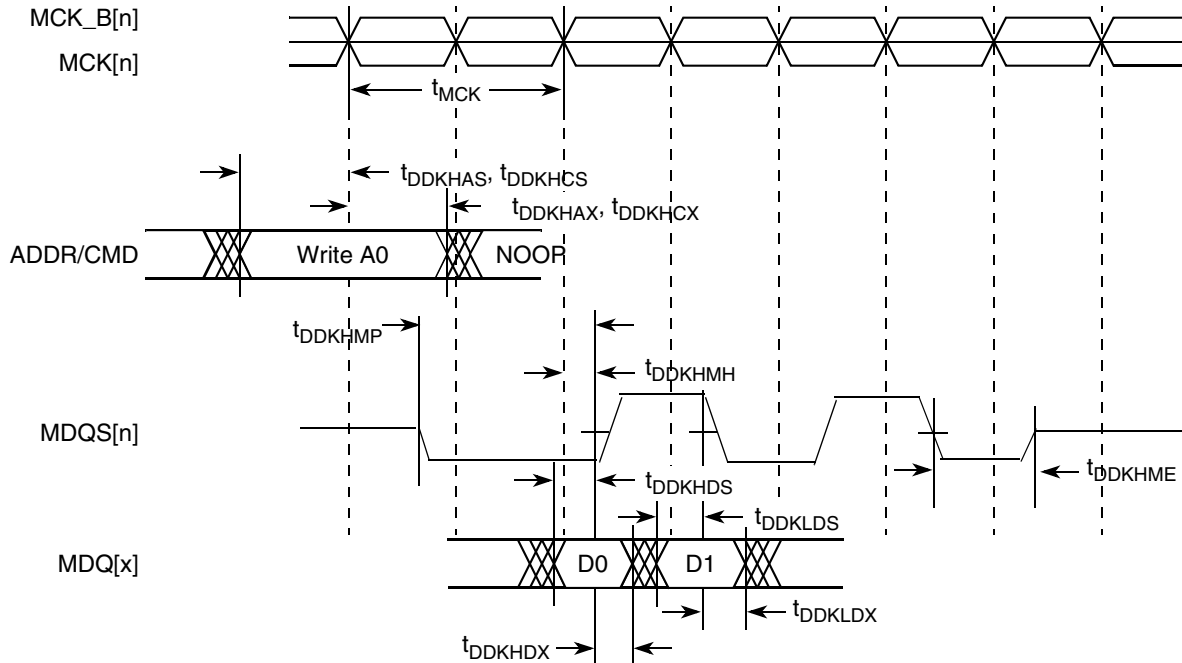 MCK_B[n]
MCK[n]
tMCK
tDDKHAS, tDDKHCS
tDDKHAX, tDDKHCX
ADDR/CMD
Write A0
NOOP
tDDKHMP
tDDKHMH
MDQS[n]
tDDKHDS
tDDKHME
tDDKLDS
MDQ[x]
D0
D1
tDDKLDX
tDDKHDX